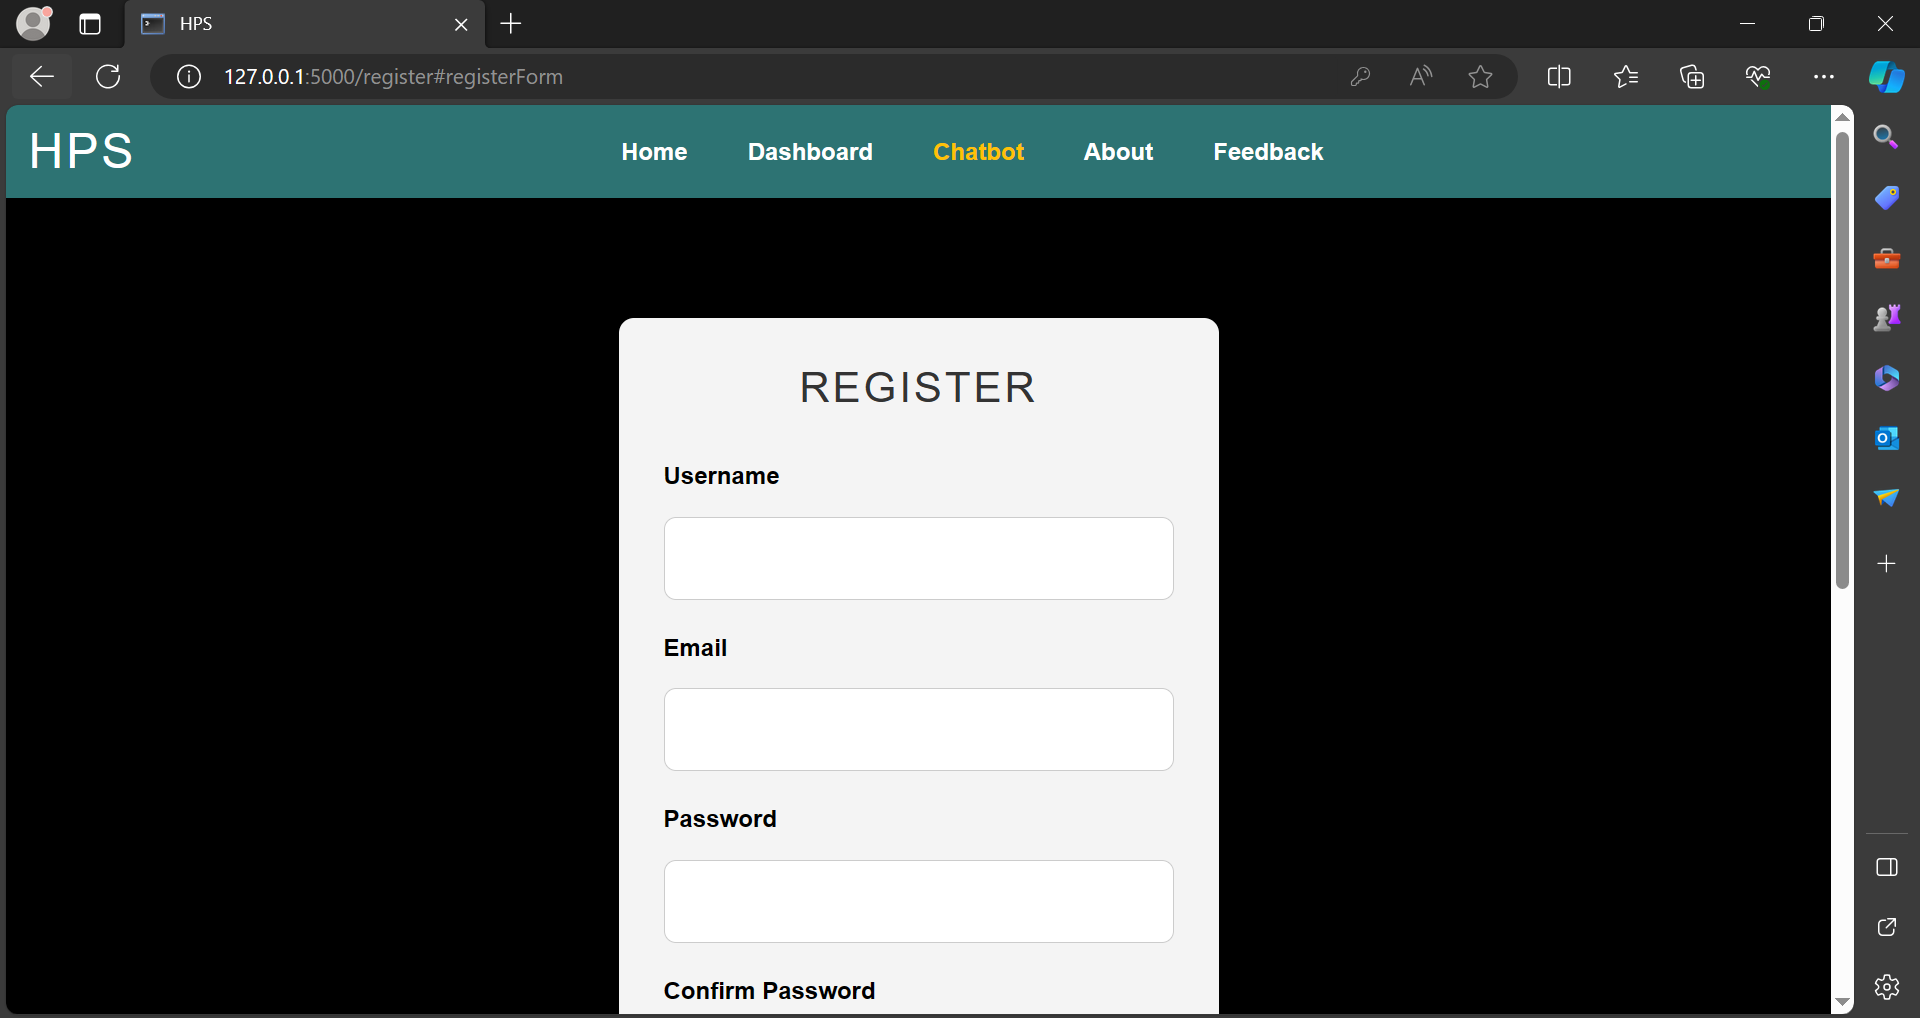 HPS
127.0.0.1:5000/register#registerForm
HPS
Home Dashboard Chatbot About Feedback
REGISTER
Username
Email
Password
Confirm Password